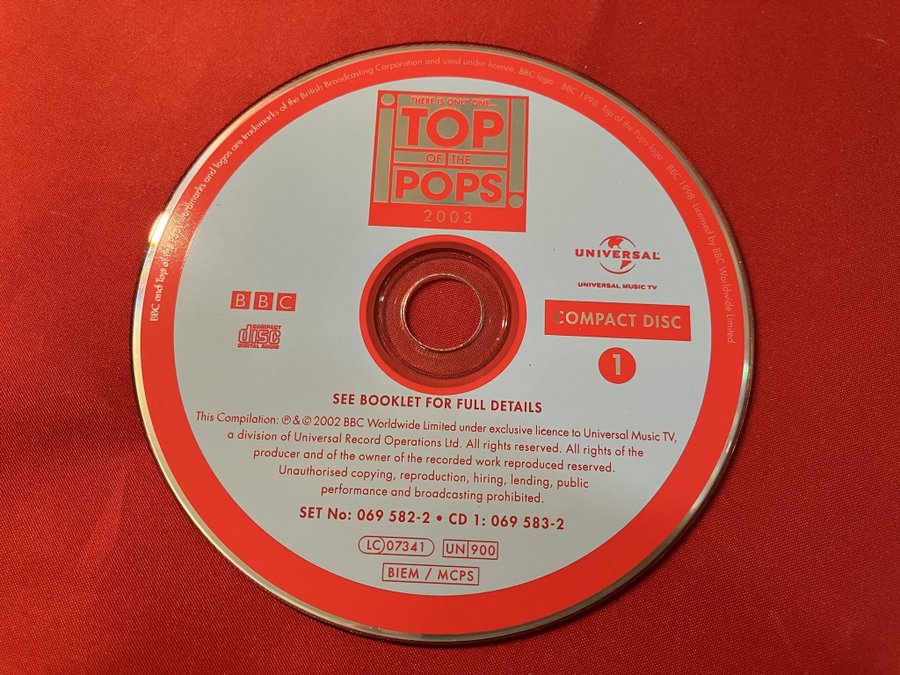 BBC and Top of the Pops wordmarks and logos are trademarks of the British Broadcasting Corporation and used under licence. BBC logo BBC 1996. Top of the Pops logo BBC 1998. Licensed by BBC Worldwide Limited.
THERE IS ONLY ONE...
¡TOP
OF THE
POPS!
2003
UNIVERSAL
UNIVERSAL MUSIC TV
BBC
COMPACT
disc
DIGITAL AUDIO
COMPACT DISC
1
SEE BOOKLET FOR FULL DETAILS
This Compilation: ℗ & © 2002 BBC Worldwide Limited under exclusive licence to Universal Music TV,
a division of Universal Record Operations Ltd. All rights reserved. All rights of the
producer and of the owner of the recorded work reproduced reserved.
Unauthorised copying, reproduction, hiring, lending, public
performance and broadcasting prohibited.
SET No: 069 582-2 • CD 1: 069 583-2
LC 07341 UN 900
BIEM / MCPS